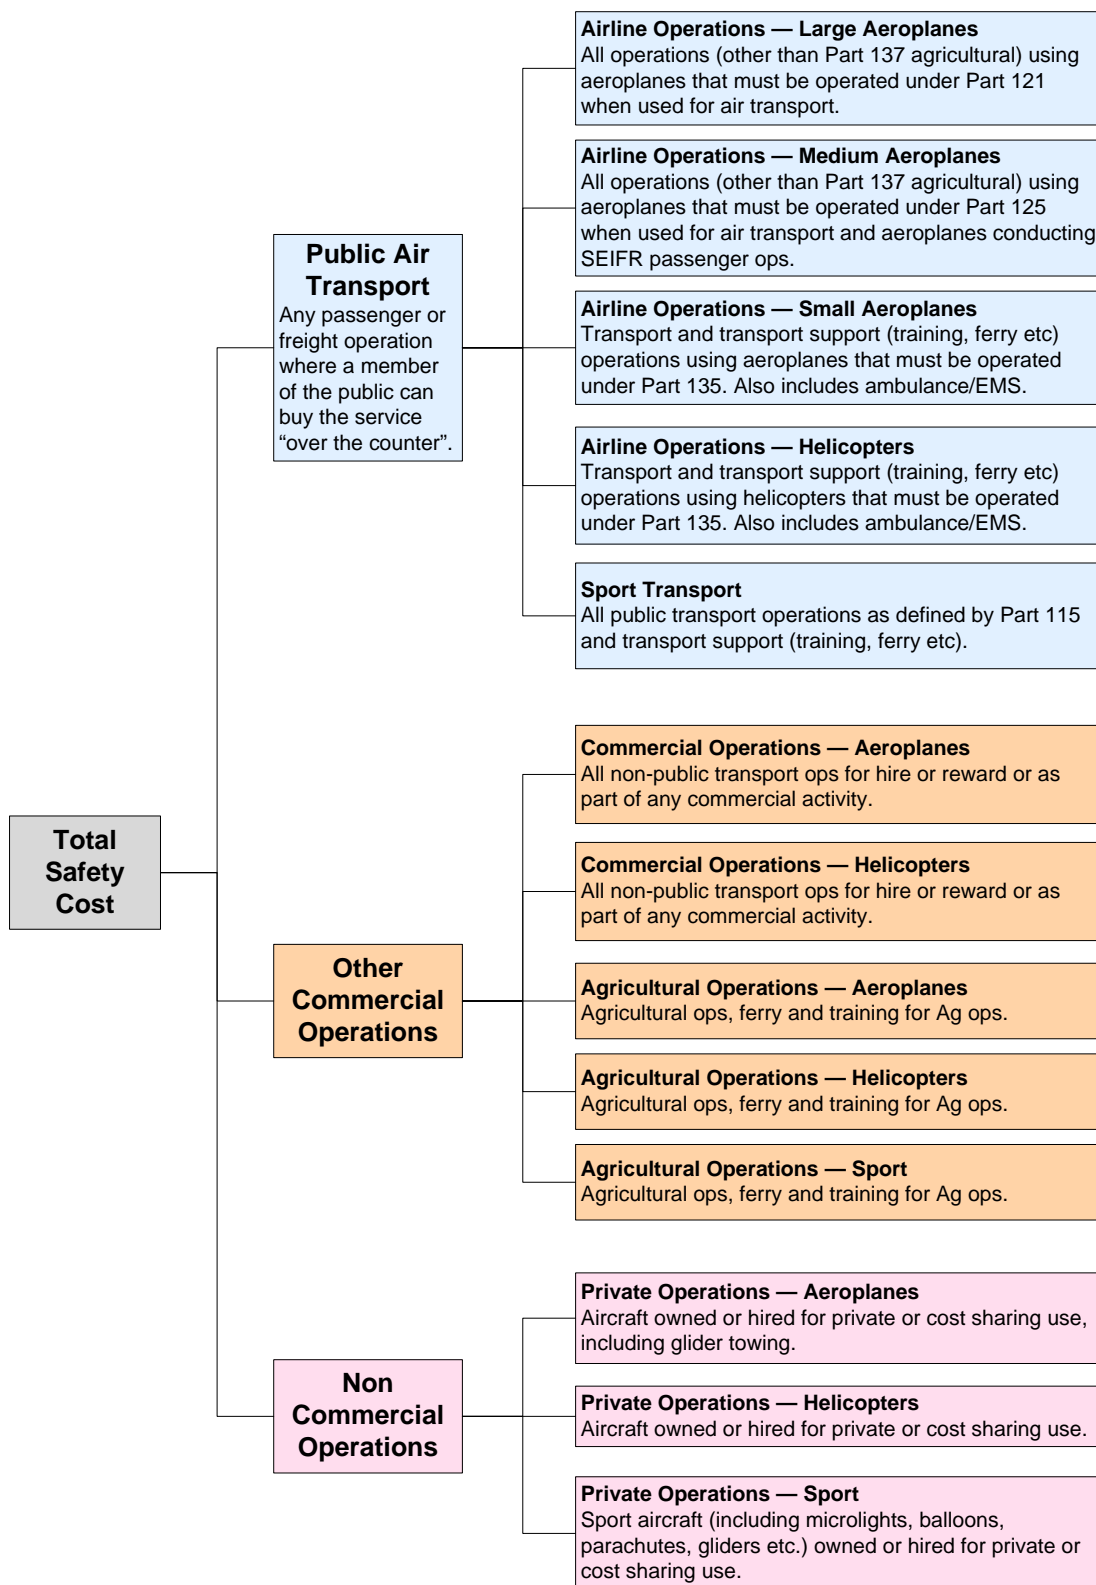 Airline Operations — Large Aeroplanes
All operations (other than Part 137 agricultural) using
aeroplanes that must be operated under Part 121
when used for air transport.
Airline Operations — Medium Aeroplanes
All operations (other than Part 137 agricultural) using
aeroplanes that must be operated under Part 125
when used for air transport and aeroplanes conducting
SEIFR passenger ops.
Public Air
Transport
Any passenger or
freight operation
where a member
of the public can
buy the service
“over the counter”.
Airline Operations — Small Aeroplanes
Transport and transport support (training, ferry etc)
operations using aeroplanes that must be operated
under Part 135. Also includes ambulance/EMS.
Airline Operations — Helicopters
Transport and transport support (training, ferry etc)
operations using helicopters that must be operated
under Part 135. Also includes ambulance/EMS.
Sport Transport
All public transport operations as defined by Part 115
and transport support (training, ferry etc).
Commercial Operations — Aeroplanes
All non-public transport ops for hire or reward or as
part of any commercial activity.
Total
Safety
Cost
Commercial Operations — Helicopters
All non-public transport ops for hire or reward or as
part of any commercial activity.
Other
Commercial
Operations
Agricultural Operations — Aeroplanes
Agricultural ops, ferry and training for Ag ops.
Agricultural Operations — Helicopters
Agricultural ops, ferry and training for Ag ops.
Agricultural Operations — Sport
Agricultural ops, ferry and training for Ag ops.
Private Operations — Aeroplanes
Aircraft owned or hired for private or cost sharing use,
including glider towing.
Non
Commercial
Operations
Private Operations — Helicopters
Aircraft owned or hired for private or cost sharing use.
Private Operations — Sport
Sport aircraft (including microlights, balloons,
parachutes, gliders etc.) owned or hired for private or
cost sharing use.